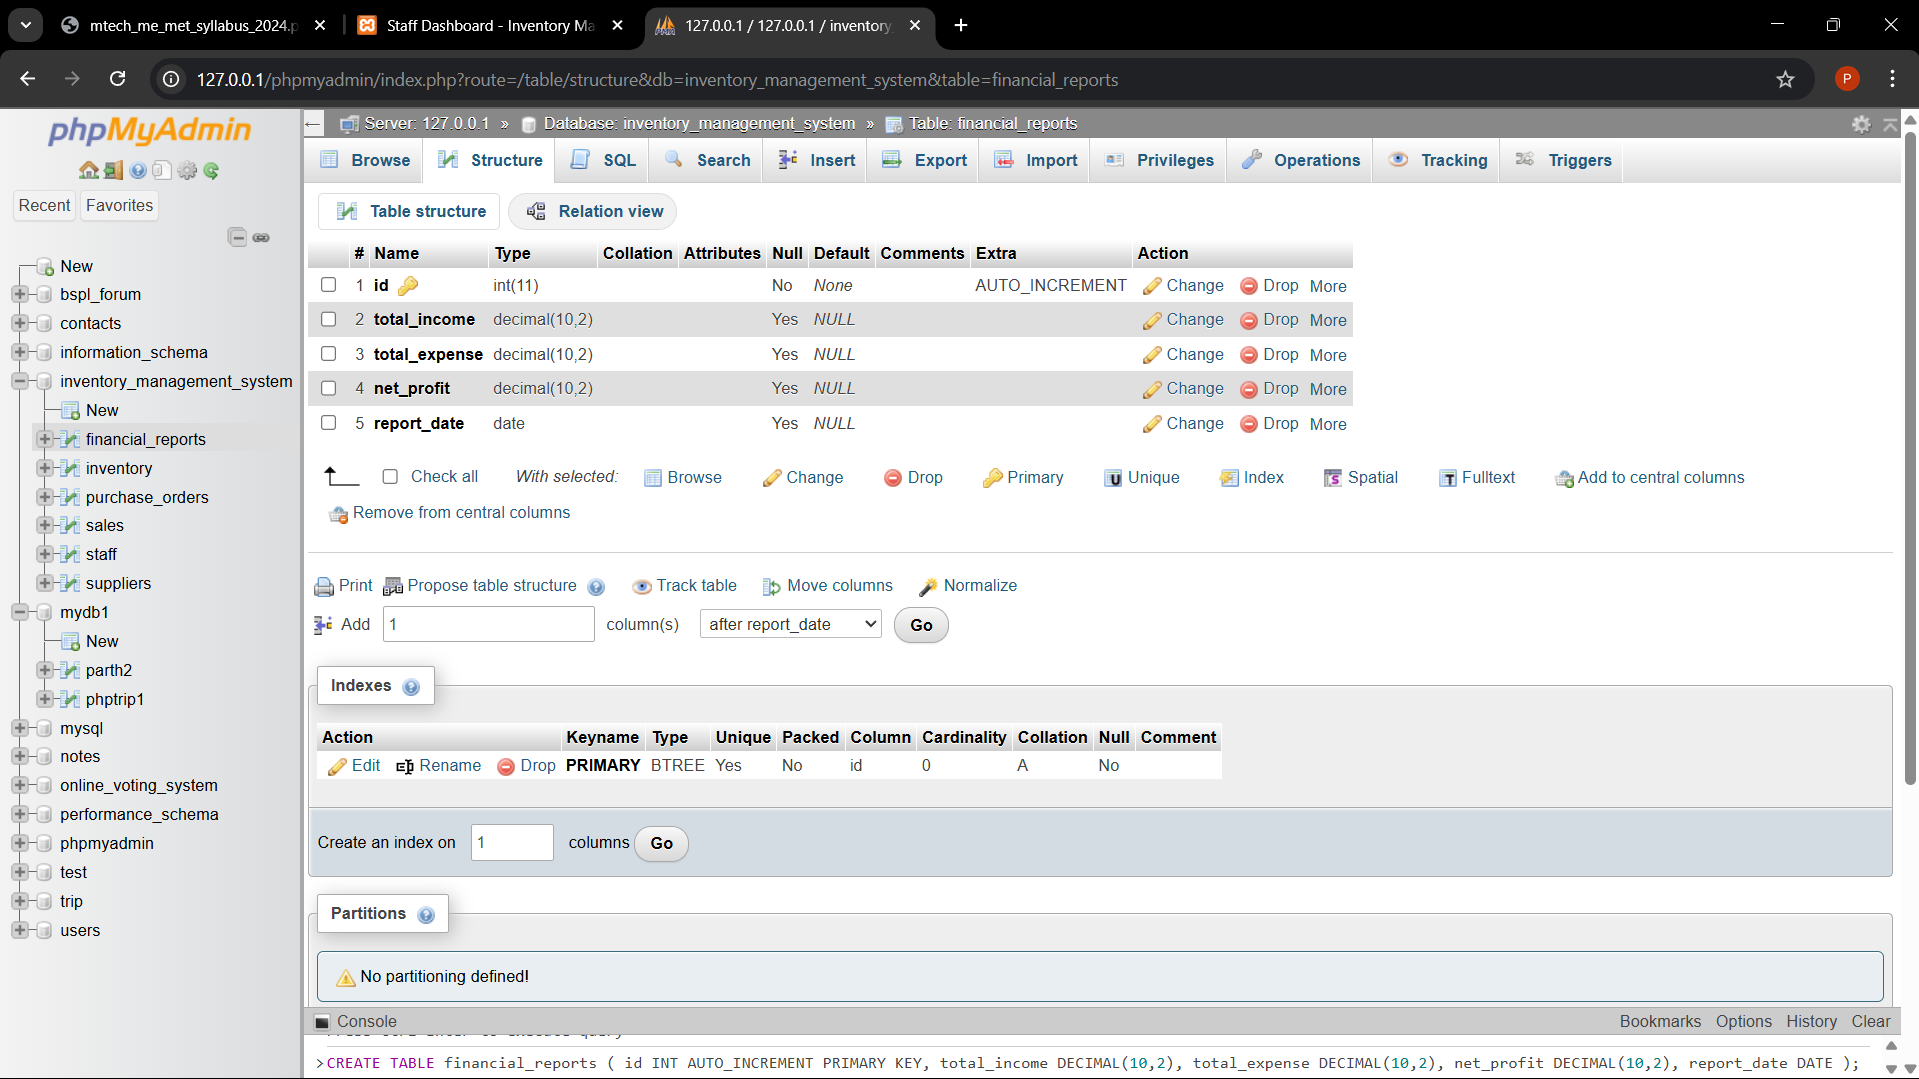 mtech_me_met_syllabus_2024.p
Staff Dashboard - Inventory Ma
127.0.0.1 / 127.0.0.1 / inventory_
127.0.0.1/phpmyadmin/index.php?route=/table/structure&db=inventory_management_system&table=financial_reports
P
phpMyAdmin
Recent Favorites
New
bspl_forum
contacts
information_schema
inventory_management_system
New
financial_reports
inventory
purchase_orders
sales
staff
suppliers
mydb1
New
parth2
phptrip1
mysql
notes
online_voting_system
performance_schema
phpmyadmin
test
trip
users
Server: 127.0.0.1 » Database: inventory_management_system » Table: financial_reports
Browse Structure SQL Search Insert Export Import Privileges Operations Tracking Triggers
Table structure Relation view
# Name Type Collation Attributes Null Default Comments Extra Action
1 id int(11) No None AUTO_INCREMENT Change Drop More
2 total_income decimal(10,2) Yes NULL Change Drop More
3 total_expense decimal(10,2) Yes NULL Change Drop More
4 net_profit decimal(10,2) Yes NULL Change Drop More
5 report_date date Yes NULL Change Drop More
Check all With selected: Browse Change Drop Primary Unique Index Spatial Fulltext Add to central columns
Remove from central columns
Print Propose table structure Track table Move columns Normalize
Add 1 column(s) after report_date Go
Indexes
Action Keyname Type Unique Packed Column Cardinality Collation Null Comment
Edit Rename Drop PRIMARY BTREE Yes No id 0 A No
Create an index on 1 columns Go
Partitions
No partitioning defined!
Console Bookmarks Options History Clear
>CREATE TABLE financial_reports ( id INT AUTO_INCREMENT PRIMARY KEY, total_income DECIMAL(10,2), total_expense DECIMAL(10,2), net_profit DECIMAL(10,2), report_date DATE );